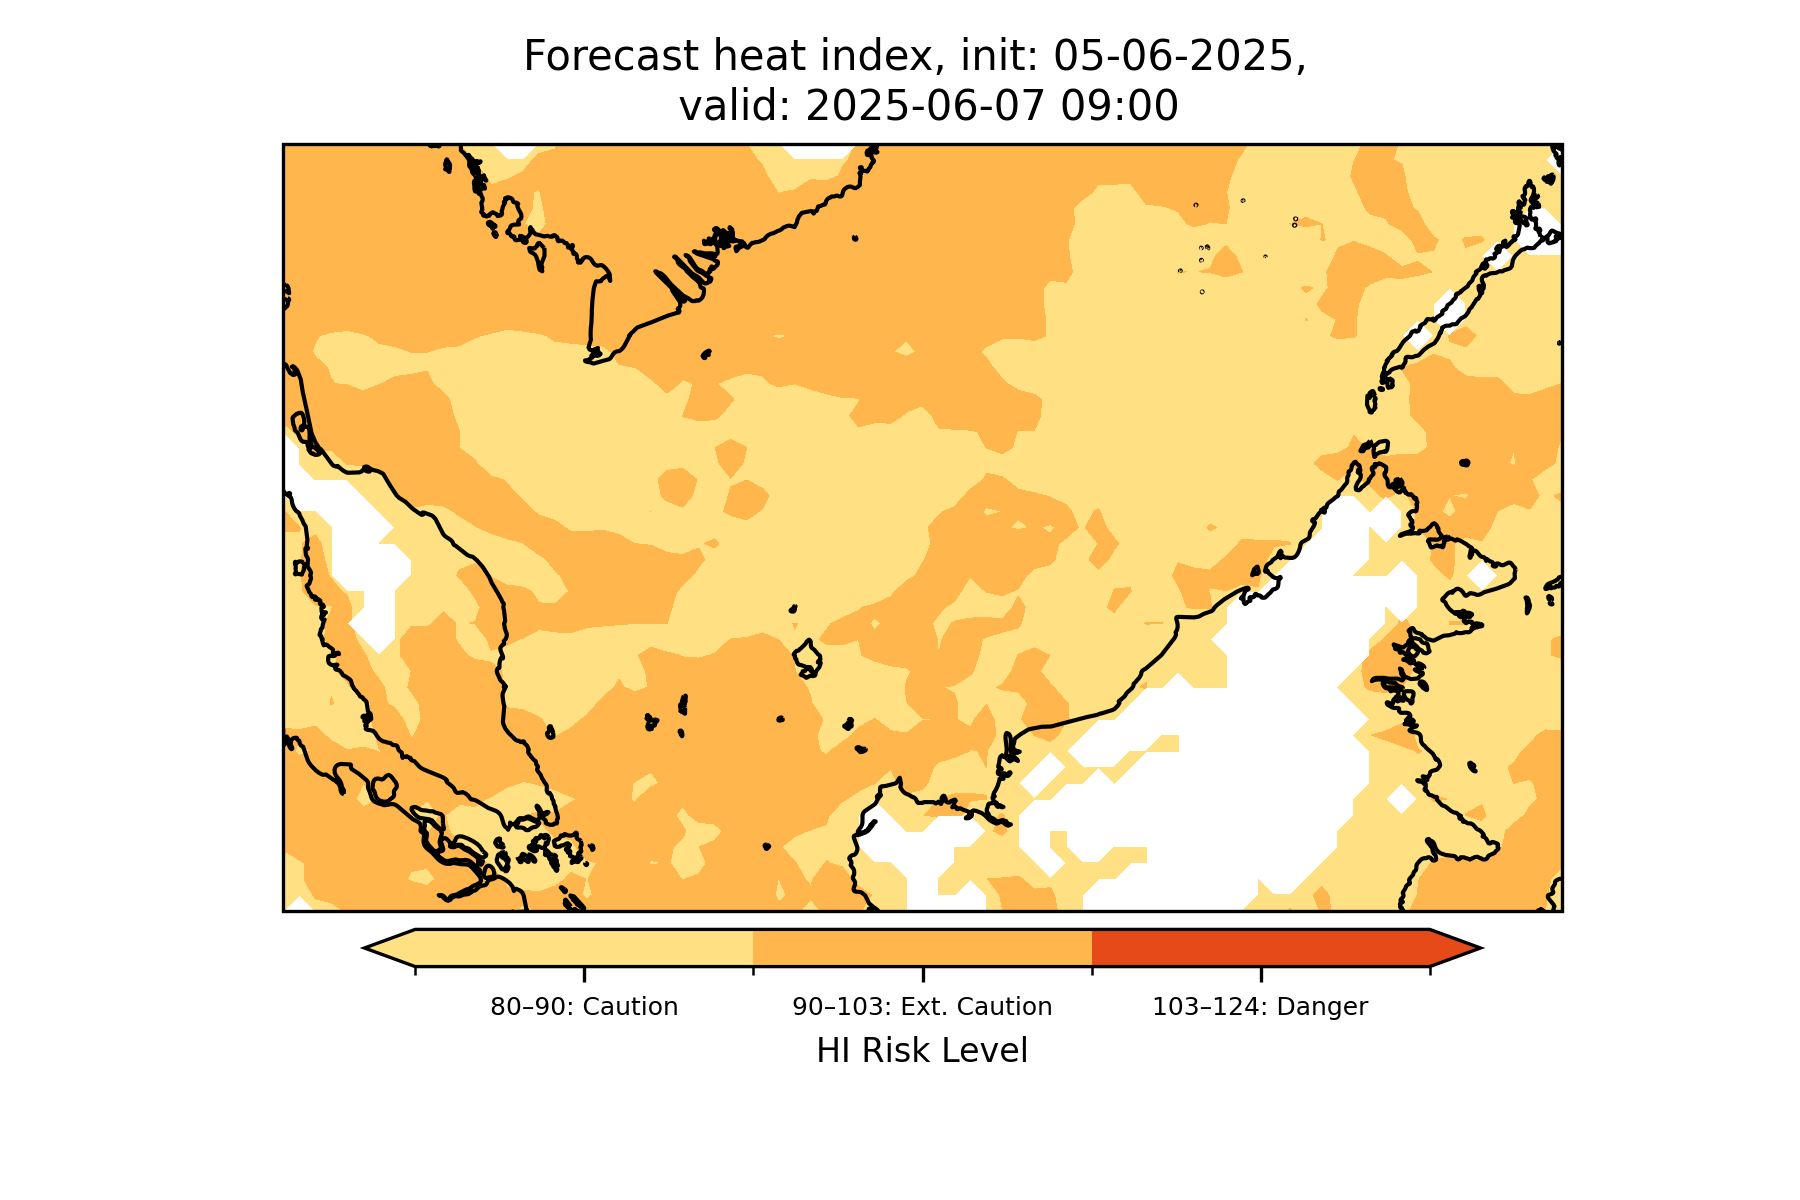 Forecast heat index, init: 05-06-2025,
valid: 2025-06-07 09:00
80–90: Caution
90–103: Ext. Caution
103–124: Danger
HI Risk Level